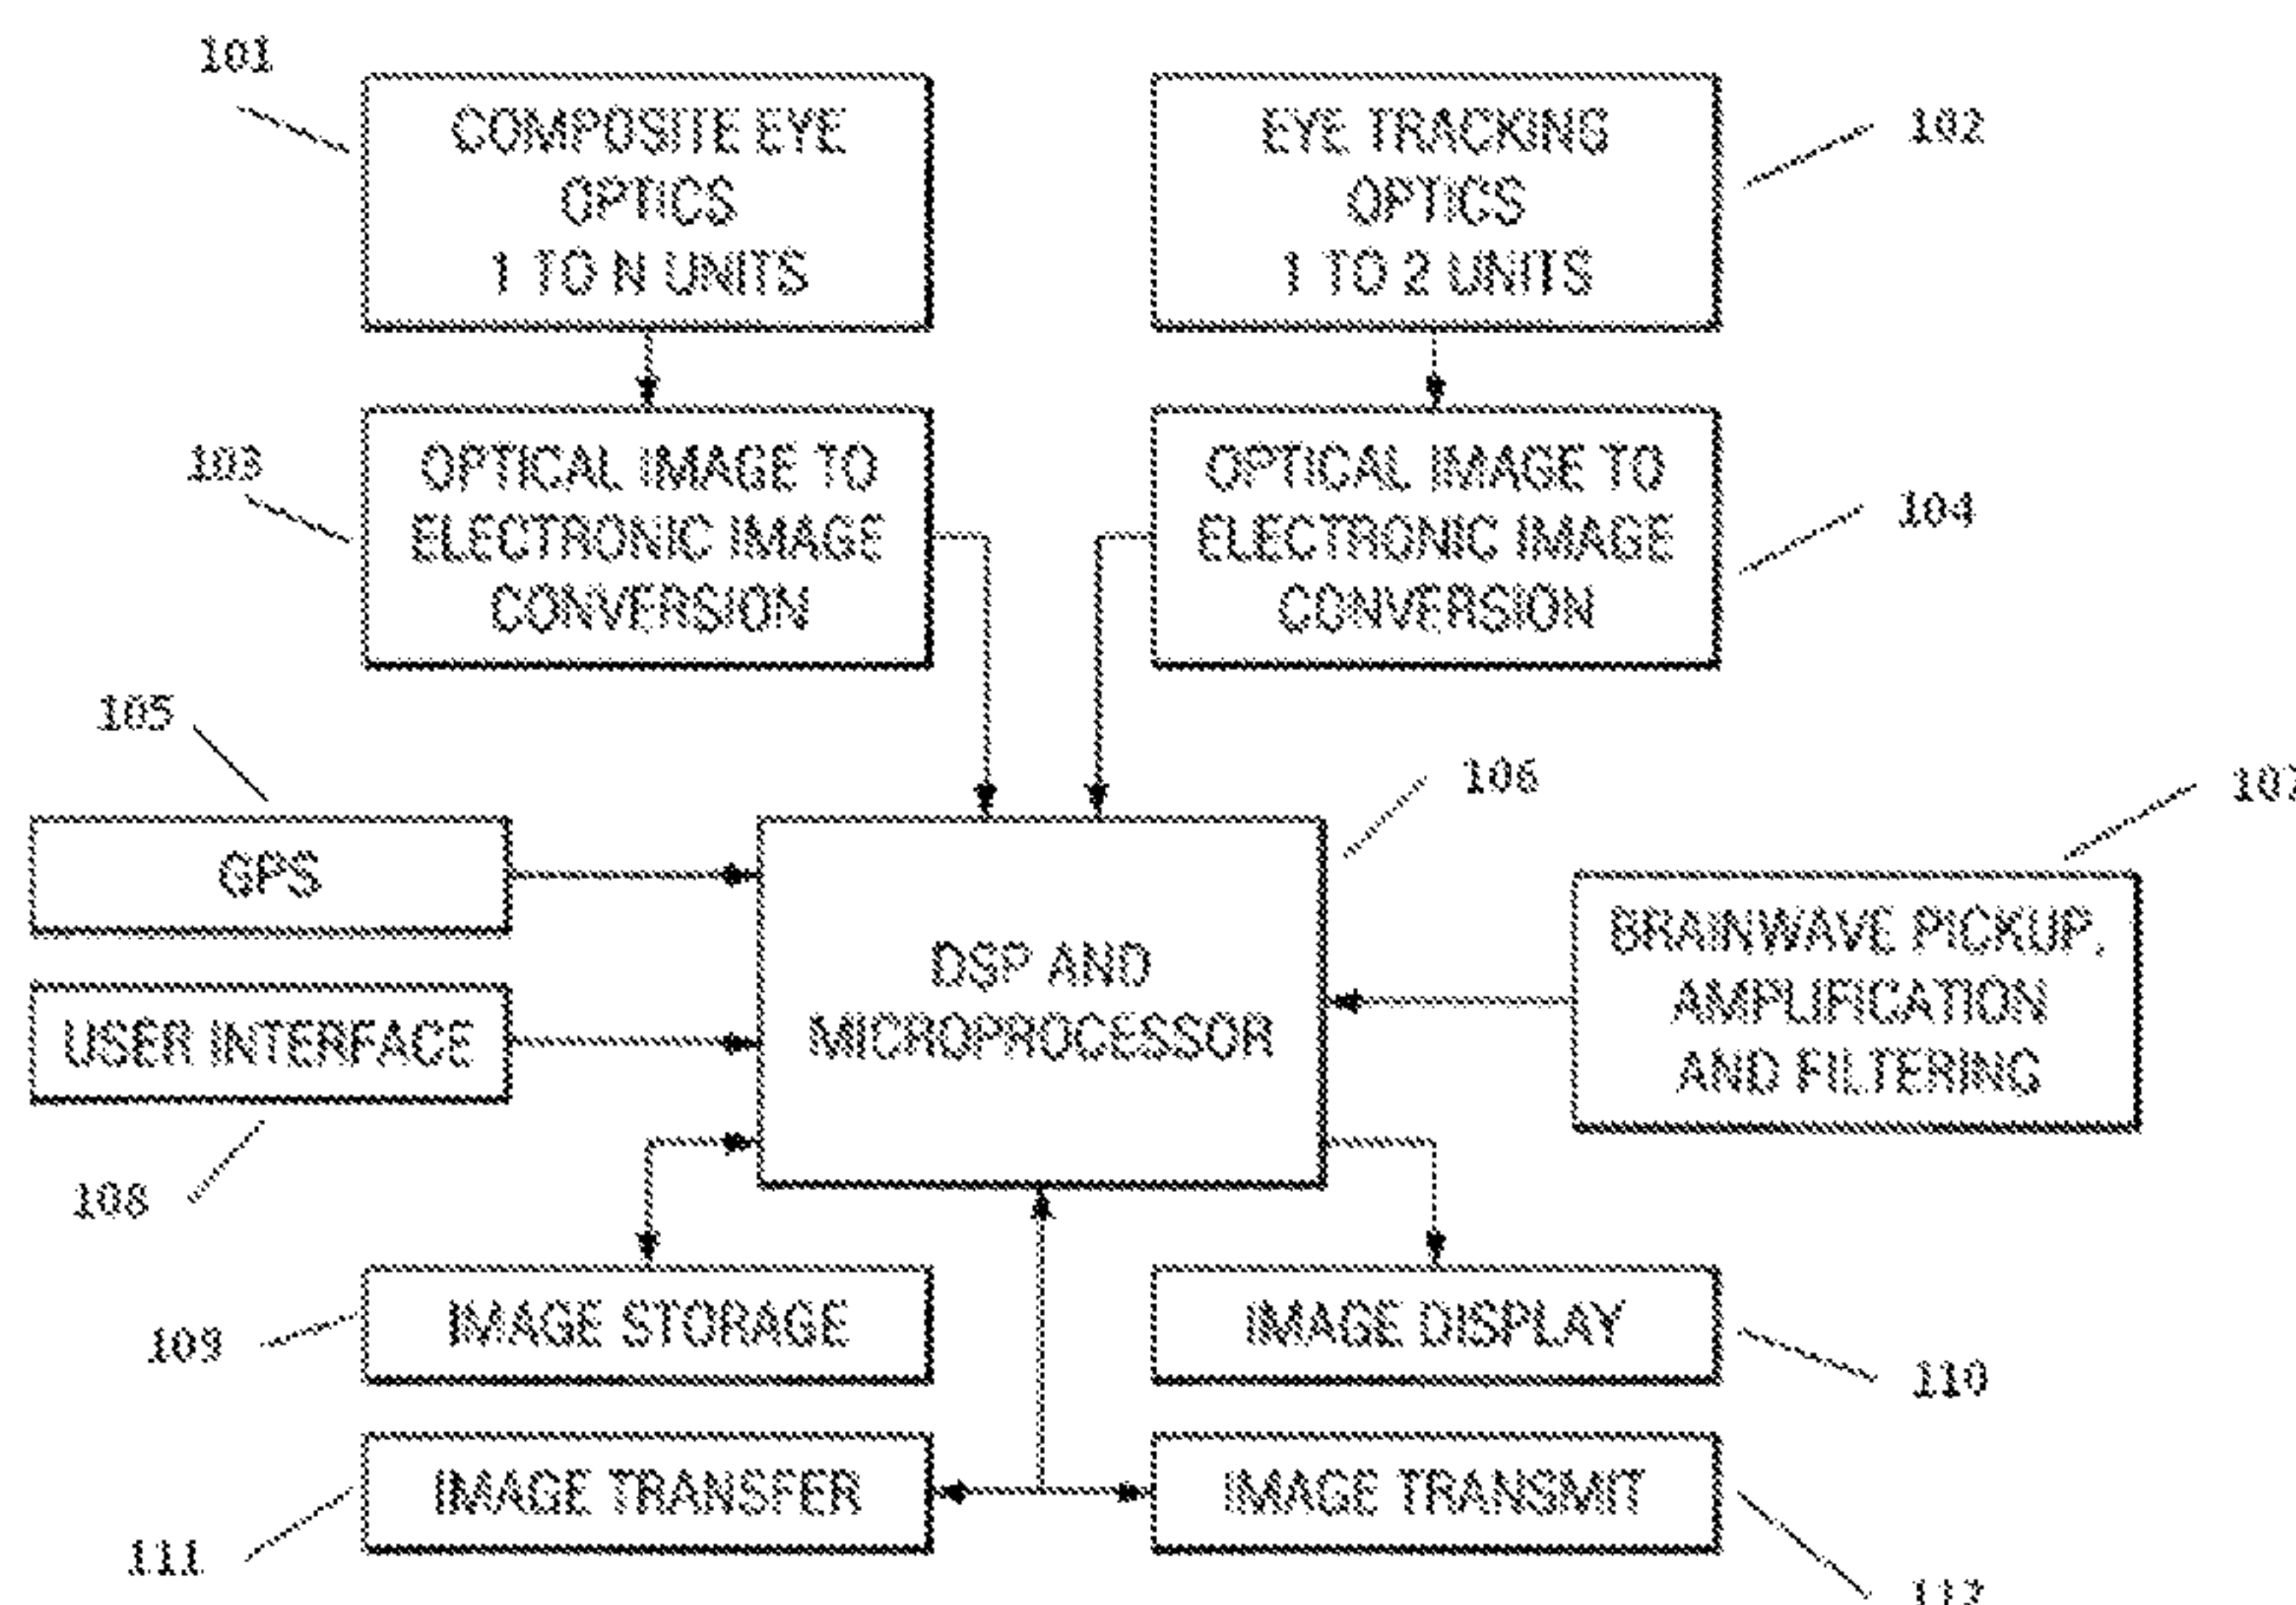 101
COMPOSITE EYE
OPTICS
1 TO N UNITS
EYE TRACKING
OPTICS
1 TO 2 UNITS
102
103
OPTICAL IMAGE TO
ELECTRONIC IMAGE
CONVERSION
OPTICAL IMAGE TO
ELECTRONIC IMAGE
CONVERSION
104
105
GPS
106
107
DSP AND
MICROPROCESSOR
BRAINWAVE PICKUP,
AMPLIFICATION
AND FILTERING
USER INTERFACE
108
109
IMAGE STORAGE
IMAGE DISPLAY
110
111
IMAGE TRANSFER
IMAGE TRANSMIT
112